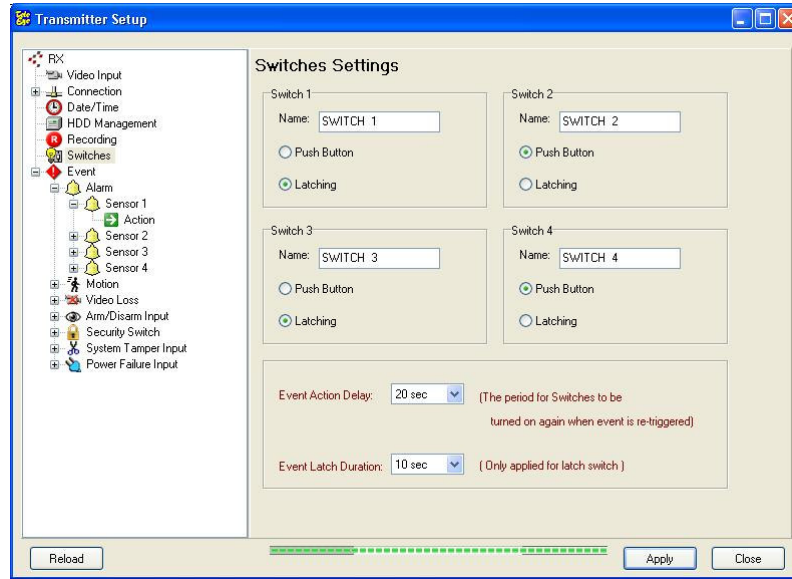 Transmitter Setup
RX
Video Input
Connection
Date/Time
HDD Management
Recording
Switches
Event
Alarm
Sensor 1
Action
Sensor 2
Sensor 3
Sensor 4
Motion
Video Loss
Arm/Disarm Input
Security Switch
System Tamper Input
Power Failure Input
Switches Settings
Switch 1
Name: SWITCH 1
Push Button
Latching
Switch 2
Name: SWITCH 2
Push Button
Latching
Switch 3
Name: SWITCH 3
Push Button
Latching
Switch 4
Name: SWITCH 4
Push Button
Latching
Event Action Delay: 20 sec (The period for Switches to be
turned on again when event is re-triggered)
Event Latch Duration: 10 sec ( Only applied for latch switch )
Reload
Apply
Close